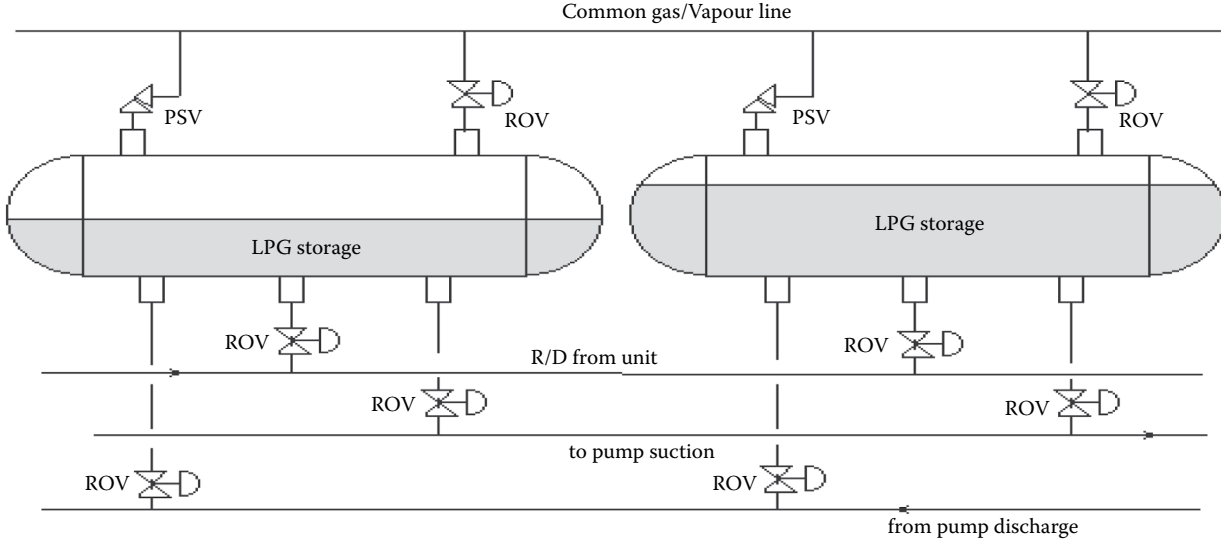 Common gas/Vapour line
PSV
ROV
PSV
ROV
LPG storage
LPG storage
ROV
ROV
R/D from unit
ROV
ROV
to pump suction
ROV
ROV
from pump discharge